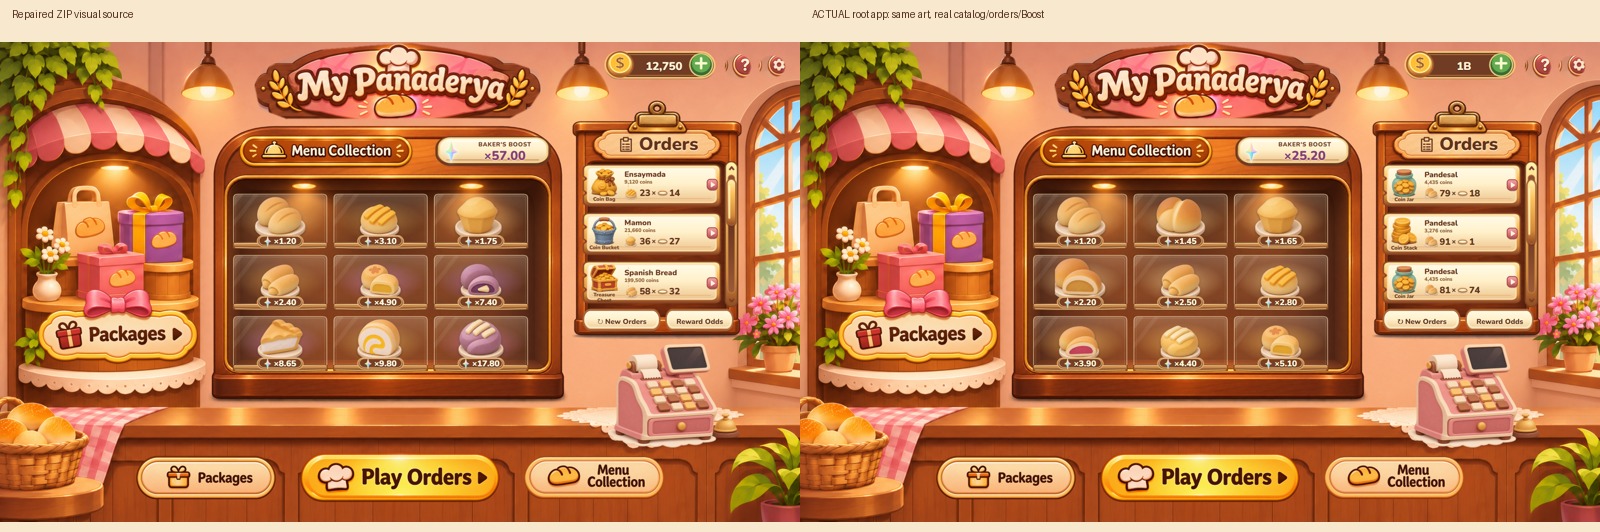 Repaired ZIP visual source
My Panaderya
$ 12,750 + ?
Menu Collection
BAKER'S BOOST
×57.00
×1.20
×3.10
×1.75
×2.40
×4.90
×7.40
×8.65
×9.80
×17.80
Orders
Ensaymada
9,120 coins
23× 14
Coin Bag
Mamon
21,660 coins
36× 27
Coin Bucket
Spanish Bread
199,500 coins
58× 32
Treasure
Chest
↻ New Orders
Reward Odds
Packages
Packages
Play Orders
Menu
Collection
ACTUAL root app: same art, real catalog/orders/Boost
My Panaderya
$ 1B + ?
Menu Collection
BAKER'S BOOST
×25.20
×1.20
×1.45
×1.65
×2.20
×2.50
×2.80
×3.90
×4.40
×5.10
Orders
Pandesal
4,435 coins
79× 18
Coin Jar
Pandesal
3,276 coins
91× 1
Coin Stack
Pandesal
4,435 coins
81× 74
Coin Jar
↻ New Orders
Reward Odds
Packages
Packages
Play Orders
Menu
Collection